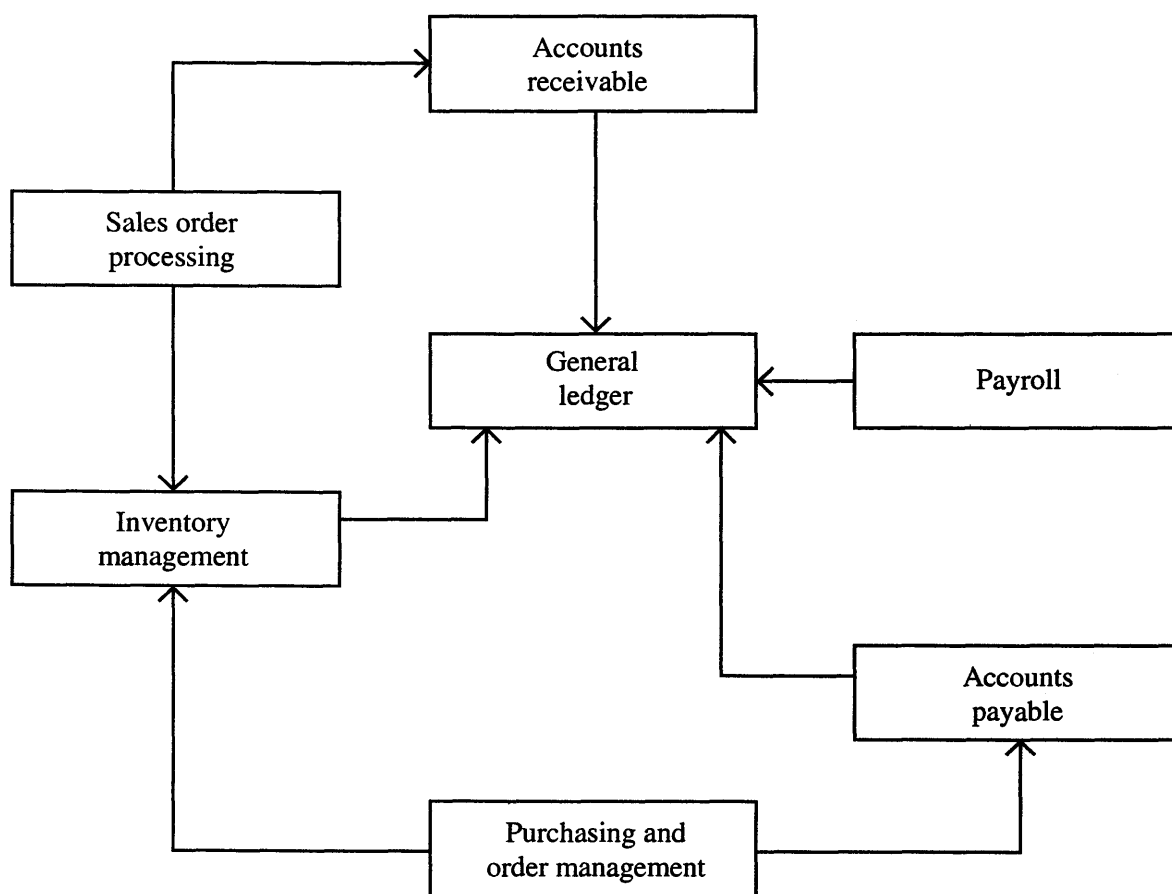 Accounts
receivable
Sales order
processing
General
ledger
Payroll
Inventory
management
Accounts
payable
Purchasing and
order management